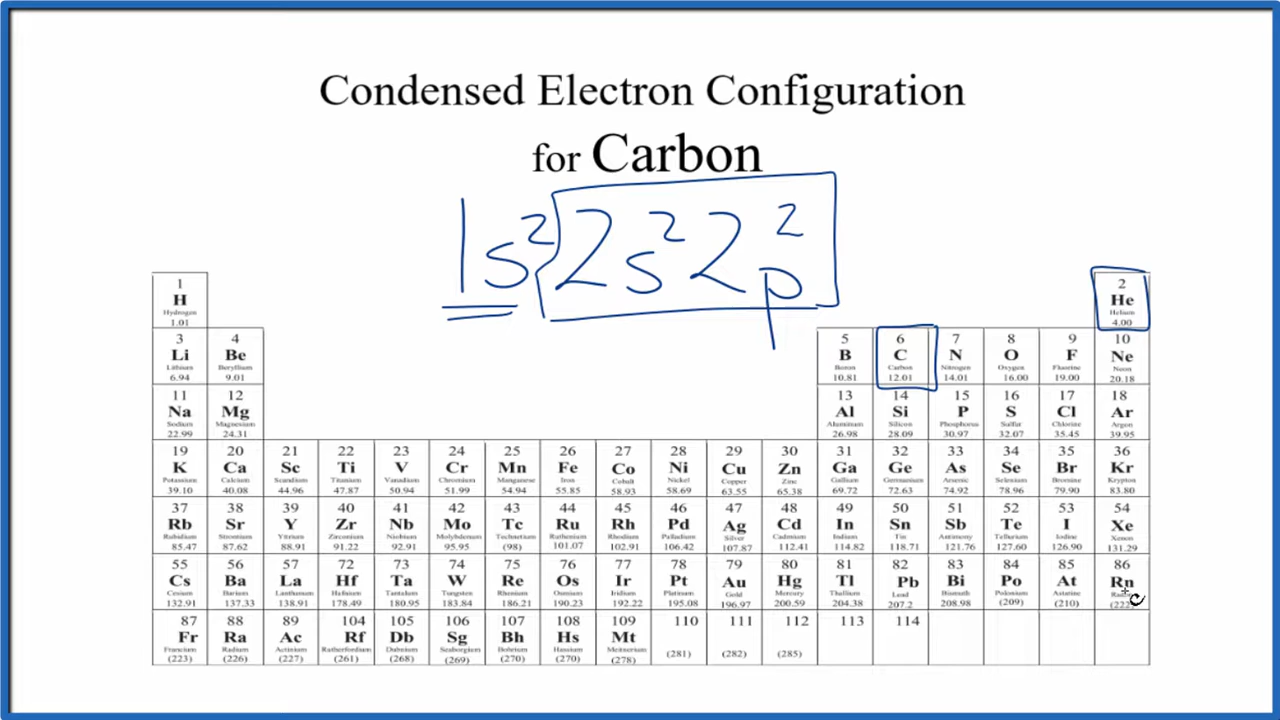 Condensed Electron Configuration
for Carbon
1s²2s²2p²
1 2
H He
Hydrogen Helium
1.01 4.00
3 4 5 6 7 8 9 10
Li Be B C N O F Ne
Lithium Beryllium Boron Carbon Nitrogen Oxygen Fluorine Neon
6.94 9.01 10.81 12.01 14.01 16.00 19.00 20.18
11 12 13 14 15 16 17 18
Na Mg Al Si P S Cl Ar
Sodium Magnesium Aluminum Silicon Phosphorus Sulfur Chlorine Argon
22.99 24.31 26.98 28.09 30.97 32.07 35.45 39.95
19 20 21 22 23 24 25 26 27 28 29 30 31 32 33 34 35 36
K Ca Sc Ti V Cr Mn Fe Co Ni Cu Zn Ga Ge As Se Br Kr
Potassium Calcium Scandium Titanium Vanadium Chromium Manganese Iron Cobalt Nickel Copper Zinc Gallium Germanium Arsenic Selenium Bromine Krypton
39.10 40.08 44.96 47.87 50.94 51.99 54.94 55.85 58.93 58.69 63.55 65.38 69.72 72.63 74.92 78.96 79.90 83.80
37 38 39 40 41 42 43 44 45 46 47 48 49 50 51 52 53 54
Rb Sr Y Zr Nb Mo Tc Ru Rh Pd Ag Cd In Sn Sb Te I Xe
Rubidium Strontium Yttrium Zirconium Niobium Molybdenum Technetium Ruthenium Rhodium Palladium Silver Cadmium Indium Tin Antimony Tellurium Iodine Xenon
85.47 87.62 88.91 91.22 92.91 95.95 (98) 101.07 102.91 106.42 107.87 112.41 114.82 118.71 121.76 127.60 126.90 131.29
55 56 57 72 73 74 75 76 77 78 79 80 81 82 83 84 85 86
Cs Ba La Hf Ta W Re Os Ir Pt Au Hg Tl Pb Bi Po At Rn
Cesium Barium Lanthanum Hafnium Tantalum Tungsten Rhenium Osmium Iridium Platinum Gold Mercury Thallium Lead Bismuth Polonium Astatine
132.91 137.33 138.91 178.49 180.95 183.84 186.21 190.23 192.22 195.08 196.97 200.59 204.38 207.2 208.98 (209) (210) (222)
87 88 89 104 105 106 107 108 109 110 111 112 113 114
Fr Ra Ac Rf Db Sg Bh Hs Mt
Francium Radium Actinium Rutherfordium Dubnium Seaborgium Bohrium Hassium Meitnerium
(223) (226) (227) (261) (268) (269) (270) (270) (278) (281) (282) (285)